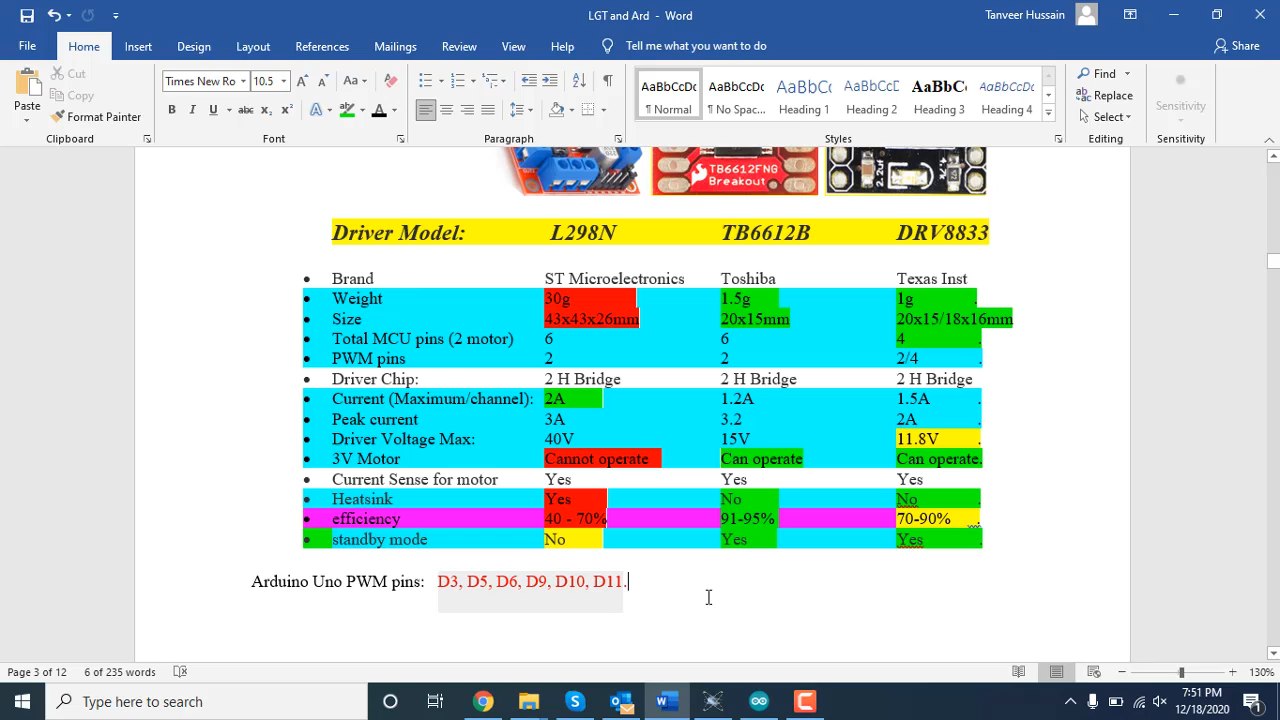 LGT and Ard - Word
Tanveer Hussain
File Home Insert Design Layout References Mailings Review View Help Tell me what you want to do Share
Paste
Cut
Copy
Format Painter
Clipboard
Times New Ro 10.5
Font
Paragraph
AaBbCcDc AaBbCcDc AaBbCc AaBbCcD AaBbCc AaBbCcD
¶ Normal ¶ No Spac... Heading 1 Heading 2 Heading 3 Heading 4
Styles
Find
Replace
Select
Editing
Sensitivity
Sensitivity
TB6612FNG
Breakout
2.2uF
4.7K
Driver Model: L298N TB6612B DRV8833
• Brand ST Microelectronics Toshiba Texas Inst
• Weight 30g 1.5g 1g .
• Size 43x43x26mm 20x15mm 20x15/18x16mm
• Total MCU pins (2 motor) 6 6 4 .
• PWM pins 2 2 2/4 .
• Driver Chip: 2 H Bridge 2 H Bridge 2 H Bridge
• Current (Maximum/channel): 2A 1.2A 1.5A .
• Peak current 3A 3.2 2A .
• Driver Voltage Max: 40V 15V 11.8V .
• 3V Motor Cannot operate Can operate Can operate.
• Current Sense for motor Yes Yes Yes
• Heatsink Yes No No .
• efficiency 40 - 70% 91-95% 70-90% .
• standby mode No Yes Yes .
Arduino Uno PWM pins: D3, D5, D6, D9, D10, D11.
Page 3 of 12 6 of 235 words 130%
Type here to search
7:51 PM
12/18/2020